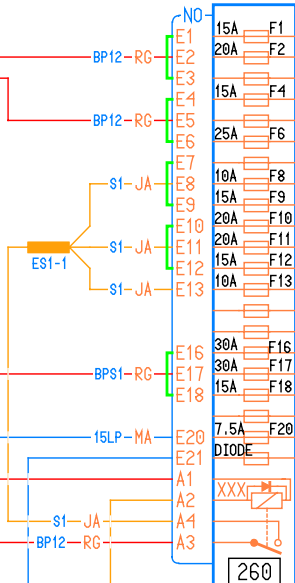 NO
E1 15A F1
BP12 RG E2 20A F2
E3
E4 15A F4
BP12 RG E5
E6 25A F6
E7
S1 JA E8 10A F8
E9 15A F9
E10 20A F10
S1 JA E11 20A F11
ES1-1 E12 15A F12
S1 JA E13 10A F13
E16 30A F16
BPS1 RG E17 30A F17
E18 15A F18
15LP MA E20 7.5A F20
E21 DIODE
A1
A2 XXX
S1 JA A4
BP12 RG A3
260